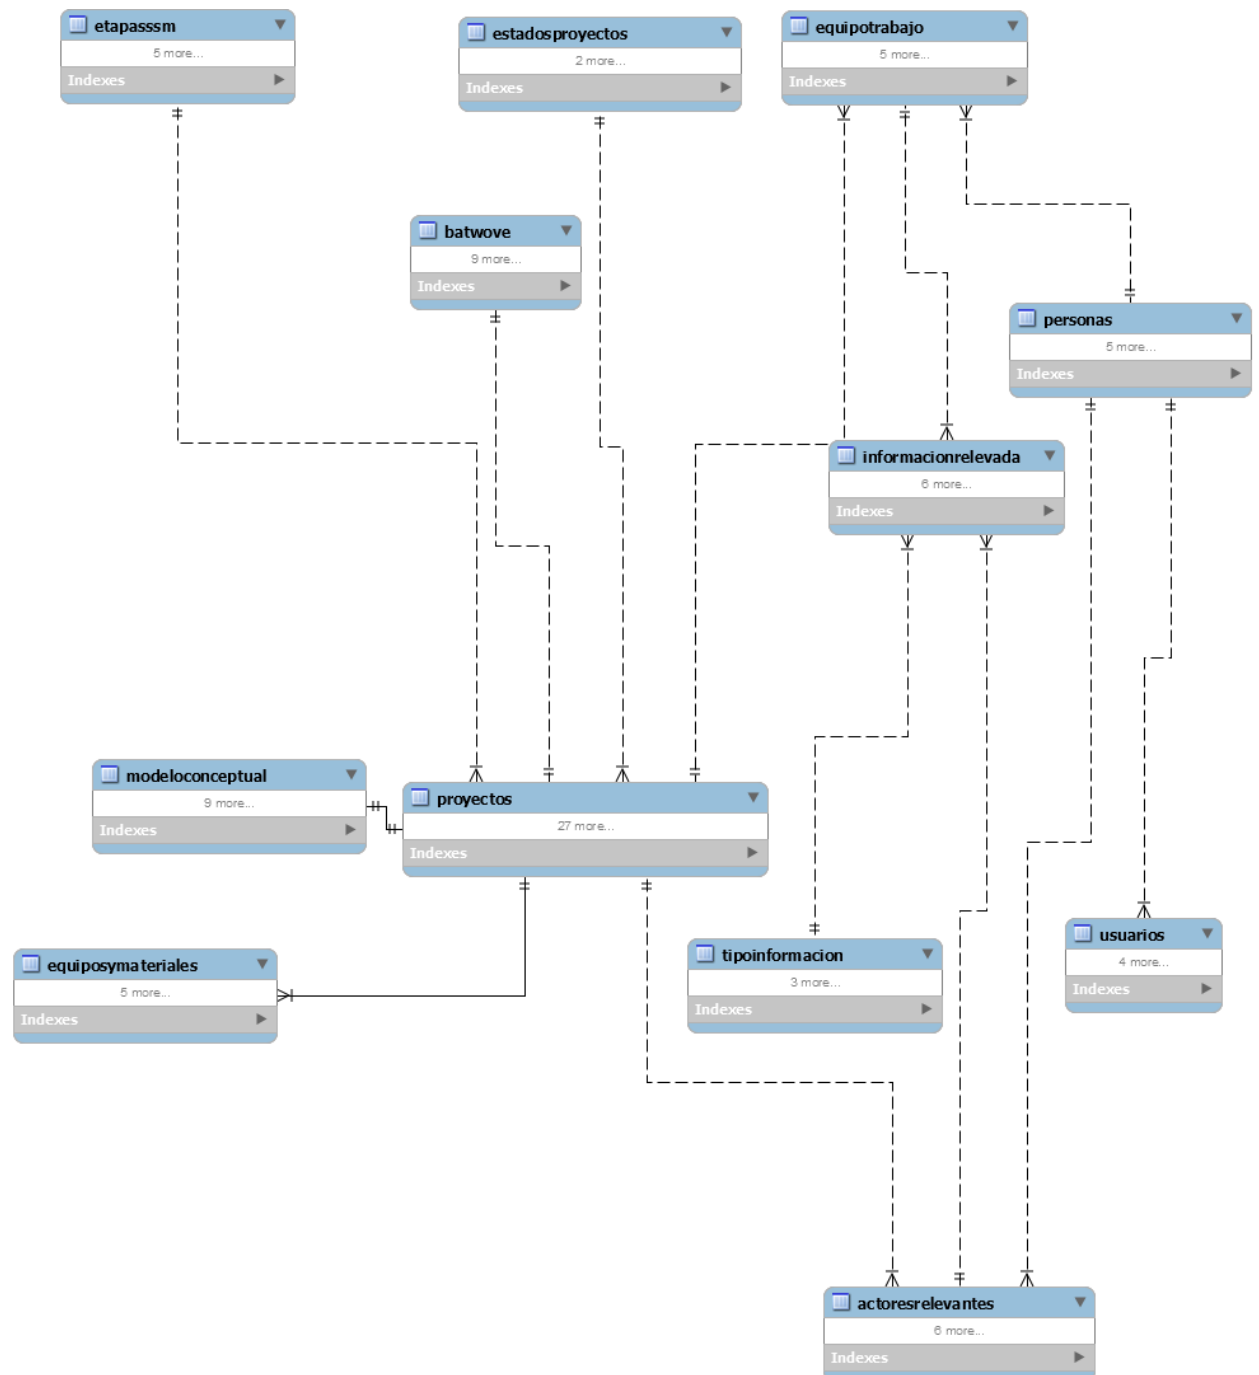 etapasssm
5 more...
Indexes
estadosproyectos
2 more...
Indexes
equipotrabajo
5 more...
Indexes
batwove
9 more...
Indexes
personas
5 more...
Indexes
informacionrelevada
6 more...
Indexes
modeloconceptual
9 more...
Indexes
proyectos
27 more...
Indexes
equiposymateriales
5 more...
Indexes
tipoinformacion
3 more...
Indexes
usuarios
4 more...
Indexes
actoresrelevantes
6 more...
Indexes